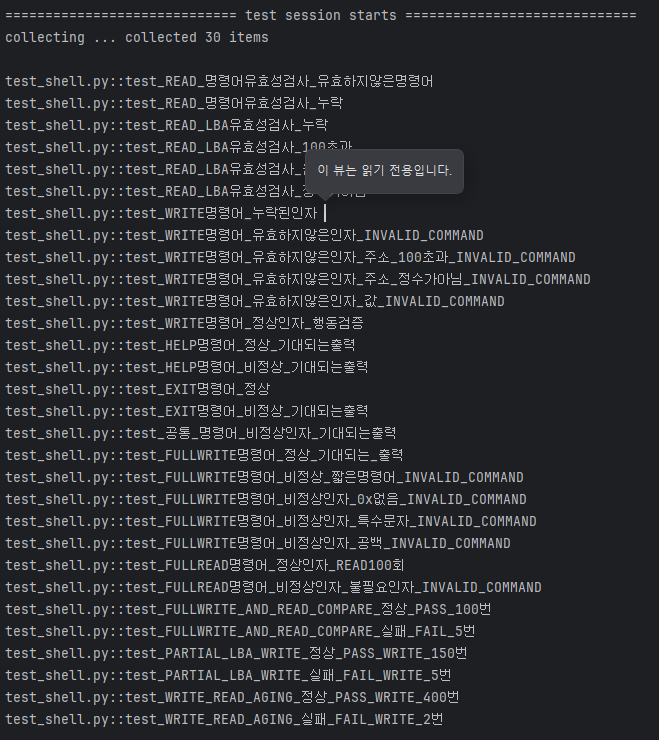 ============================= test session starts =============================
collecting ... collected 30 items
test_shell.py::test_READ_명령어유효성검사_유효하지않은명령어
test_shell.py::test_READ_명령어유효성검사_누락
test_shell.py::test_READ_LBA유효성검사_누락
test_shell.py::test_READ_LBA유효성검사_100초과
test_shell.py::test_READ_LBA유효성검사_
이 뷰는 읽기 전용입니다.
test_shell.py::test_READ_LBA유효성검사_
test_shell.py::test_WRITE명령어_누락된인자
test_shell.py::test_WRITE명령어_유효하지않은인자_INVALID_COMMAND
test_shell.py::test_WRITE명령어_유효하지않은인자_주소_100초과_INVALID_COMMAND
test_shell.py::test_WRITE명령어_유효하지않은인자_주소_정수가아님_INVALID_COMMAND
test_shell.py::test_WRITE명령어_유효하지않은인자_값_INVALID_COMMAND
test_shell.py::test_WRITE명령어_정상인자_행동검증
test_shell.py::test_HELP명령어_정상_기대되는출력
test_shell.py::test_HELP명령어_비정상_기대되는출력
test_shell.py::test_EXIT명령어_정상
test_shell.py::test_EXIT명령어_비정상_기대되는출력
test_shell.py::test_공통_명령어_비정상인자_기대되는출력
test_shell.py::test_FULLWRITE명령어_정상_기대되는_출력
test_shell.py::test_FULLWRITE명령어_비정상_짧은명령어_INVALID_COMMAND
test_shell.py::test_FULLWRITE명령어_비정상인자_0x없음_INVALID_COMMAND
test_shell.py::test_FULLWRITE명령어_비정상인자_특수문자_INVALID_COMMAND
test_shell.py::test_FULLWRITE명령어_비정상인자_공백_INVALID_COMMAND
test_shell.py::test_FULLREAD명령어_정상인자_READ100회
test_shell.py::test_FULLREAD명령어_비정상인자_불필요인자_INVALID_COMMAND
test_shell.py::test_FULLWRITE_AND_READ_COMPARE_정상_PASS_100번
test_shell.py::test_FULLWRITE_AND_READ_COMPARE_실패_FAIL_5번
test_shell.py::test_PARTIAL_LBA_WRITE_정상_PASS_WRITE_150번
test_shell.py::test_PARTIAL_LBA_WRITE_실패_FAIL_WRITE_5번
test_shell.py::test_WRITE_READ_AGING_정상_PASS_WRITE_400번
test_shell.py::test_WRITE_READ_AGING_실패_FAIL_WRITE_2번